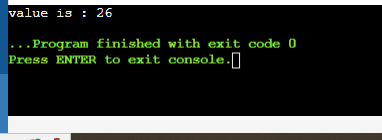 value is : 26
...Program finished with exit code 0
Press ENTER to exit console.